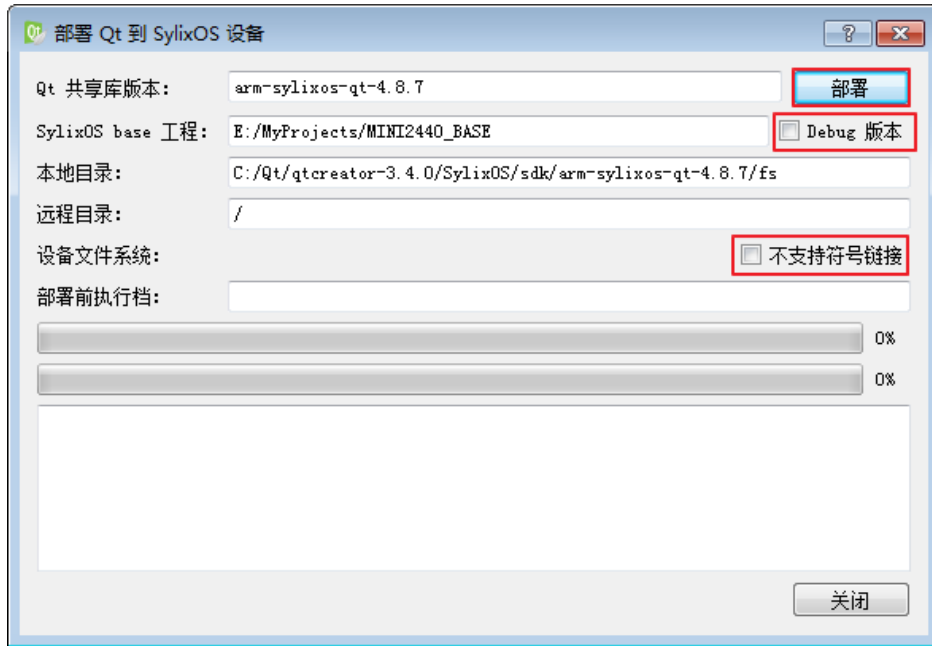 部署 Qt 到 SylixOS 设备
Qt 共享库版本: arm-sylixos-qt-4.8.7 部署
SylixOS base 工程: E:/MyProjects/MINI2440_BASE Debug 版本
本地目录: C:/Qt/qtcreator-3.4.0/SylixOS/sdk/arm-sylixos-qt-4.8.7/fs
远程目录: /
设备文件系统: 不支持符号链接
部署前执行档:
0%
0%
关闭